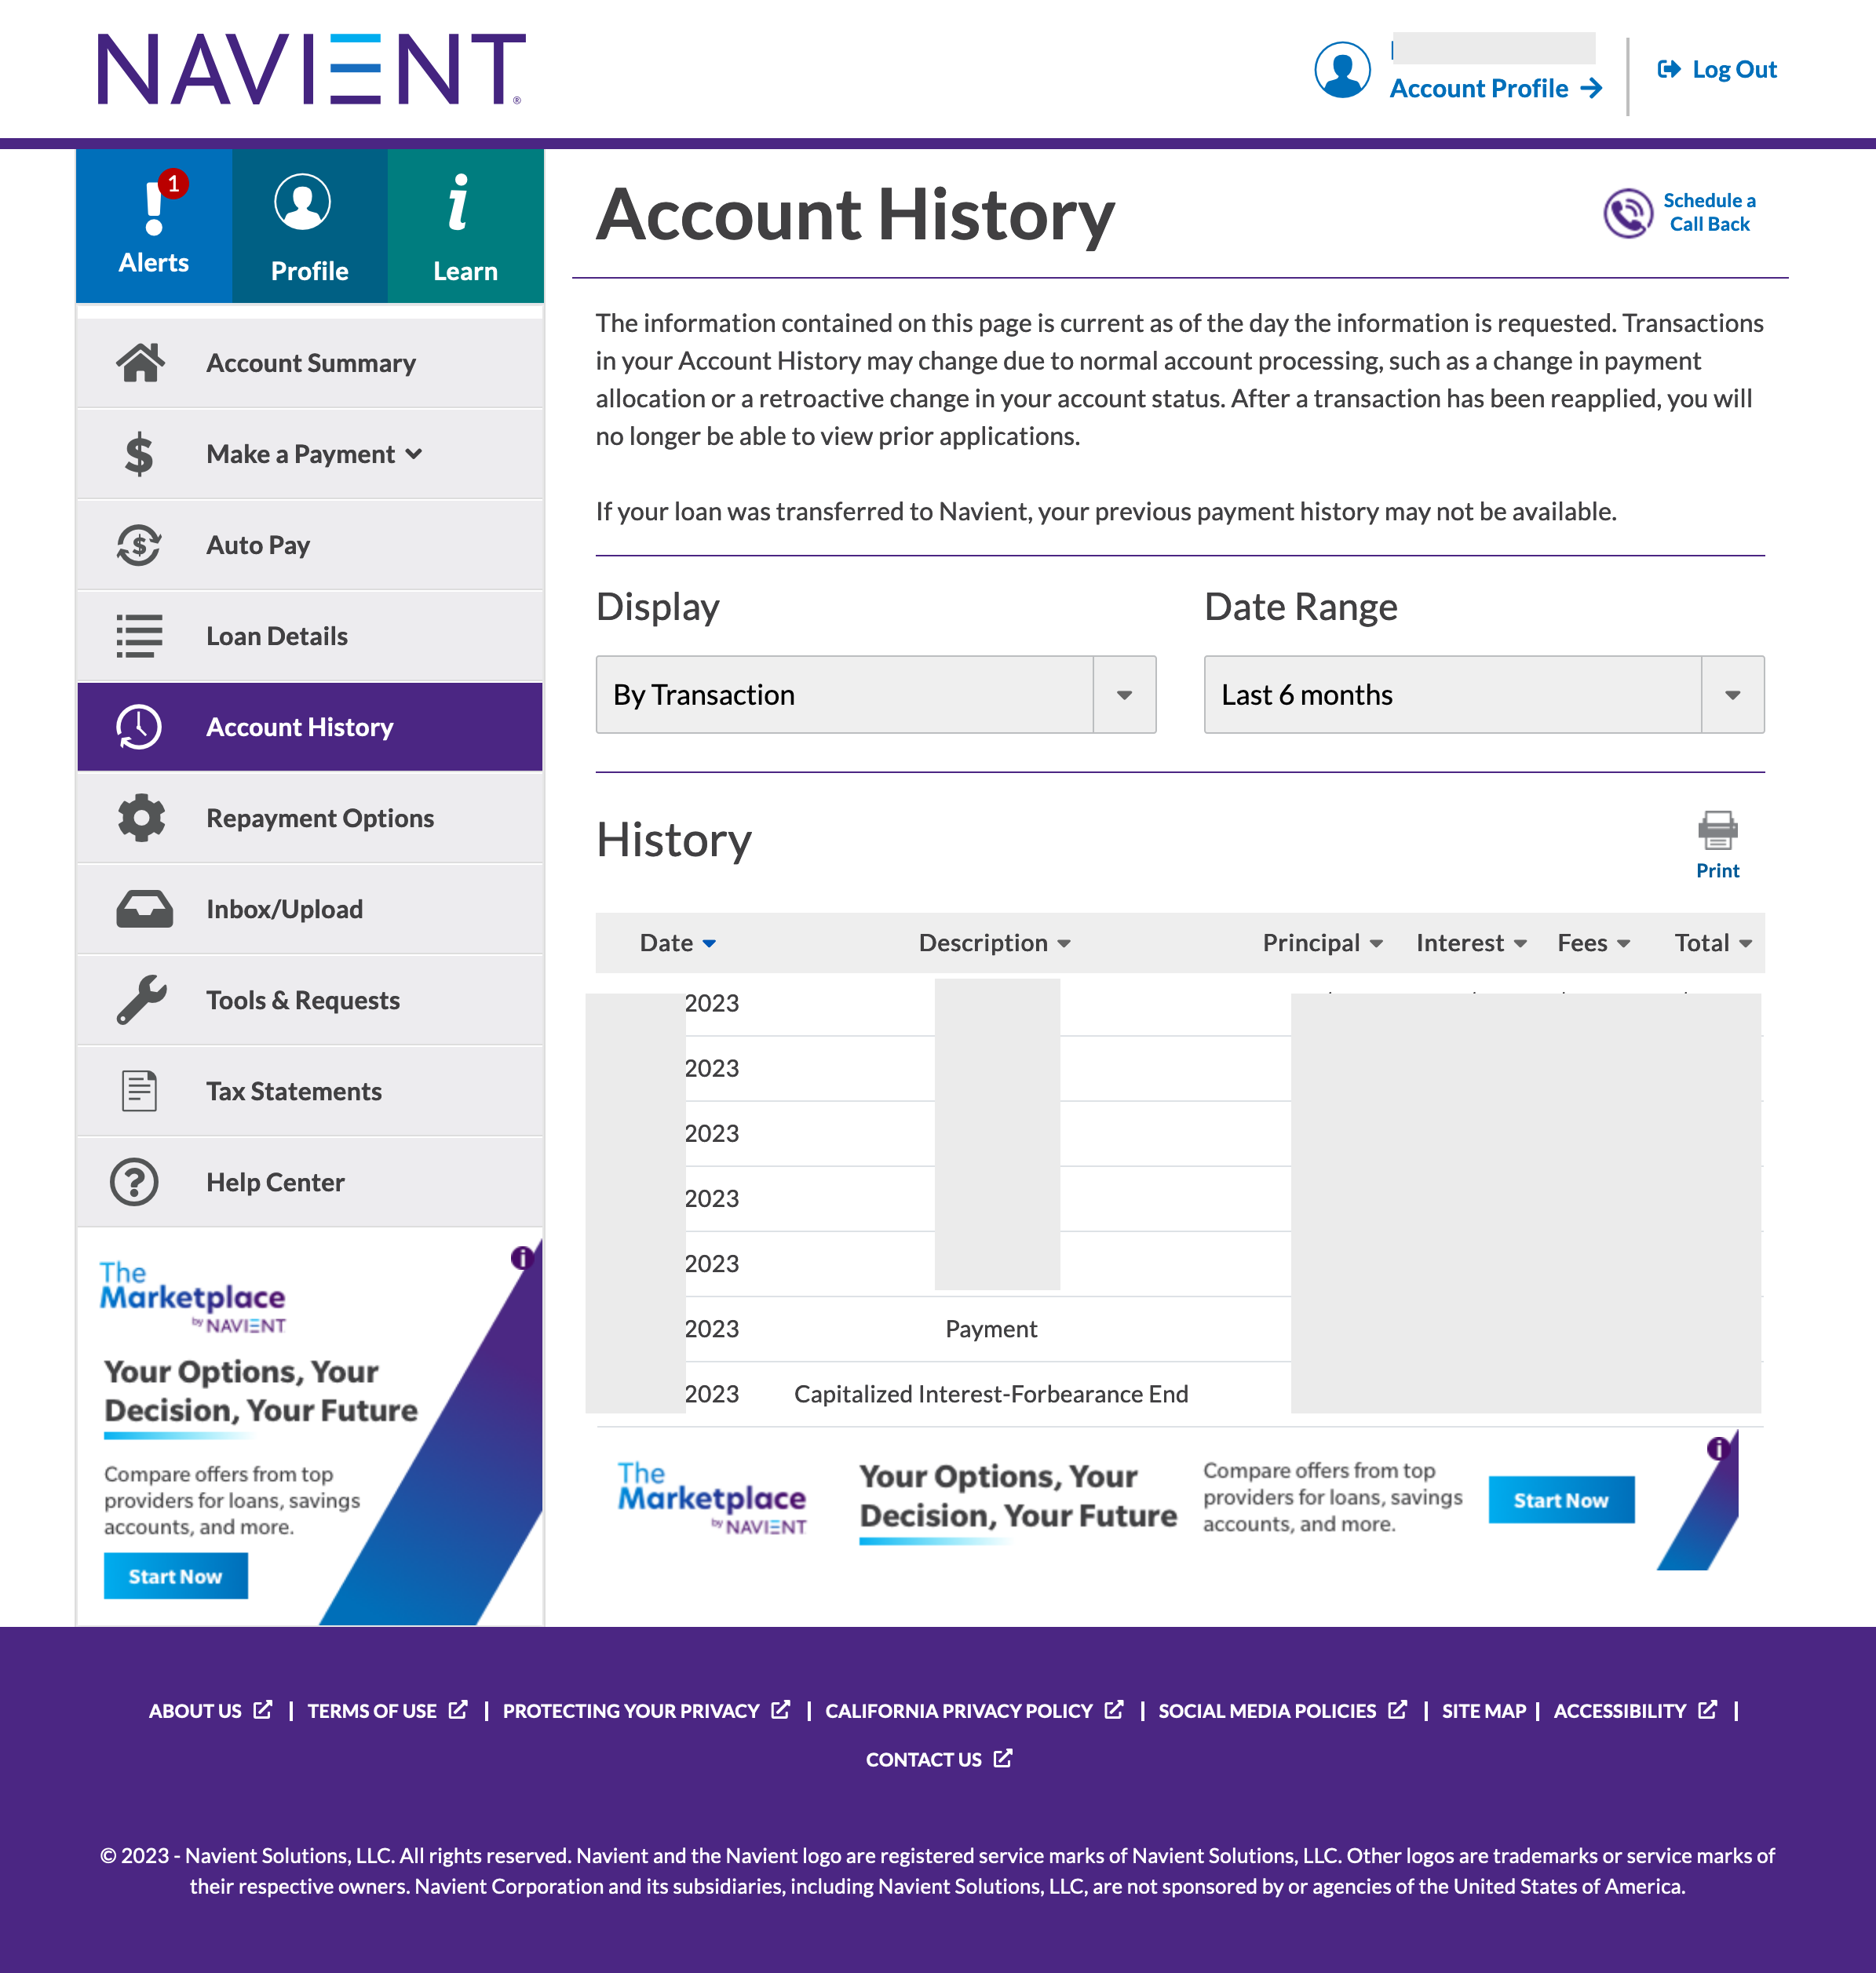 NAVIENT®
Account Profile
Log Out
1
Alerts
Profile
Learn
Account Summary
Make a Payment
Auto Pay
Loan Details
Account History
Repayment Options
Inbox/Upload
Tools & Requests
Tax Statements
Help Center
The
Marketplace
by NAVIENT
Your Options, Your
Decision, Your Future
Compare offers from top
providers for loans, savings
accounts, and more.
Start Now
Account History
Schedule a
Call Back
The information contained on this page is current as of the day the information is requested. Transactions
in your Account History may change due to normal account processing, such as a change in payment
allocation or a retroactive change in your account status. After a transaction has been reapplied, you will
no longer be able to view prior applications.
If your loan was transferred to Navient, your previous payment history may not be available.
Display
Date Range
By Transaction
Last 6 months
History
Print
Date Description Principal Interest Fees Total
2023
2023
2023
2023
2023
2023 Payment
2023 Capitalized Interest-Forbearance End
The
Marketplace
by NAVIENT
Your Options, Your
Decision, Your Future
Compare offers from top
providers for loans, savings
accounts, and more.
Start Now
ABOUT US | TERMS OF USE | PROTECTING YOUR PRIVACY | CALIFORNIA PRIVACY POLICY | SOCIAL MEDIA POLICIES | SITE MAP | ACCESSIBILITY |
CONTACT US
© 2023 - Navient Solutions, LLC. All rights reserved. Navient and the Navient logo are registered service marks of Navient Solutions, LLC. Other logos are trademarks or service marks of
their respective owners. Navient Corporation and its subsidiaries, including Navient Solutions, LLC, are not sponsored by or agencies of the United States of America.